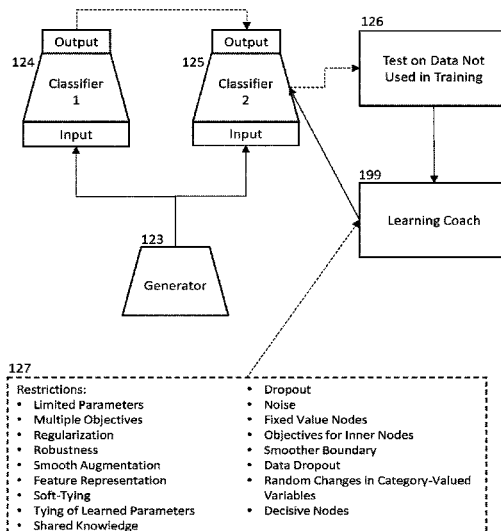 Output
Output
126
124
Classifier
1
125
Classifier
2
Test on Data Not
Used in Training
Input
Input
199
Learning Coach
123
Generator
127
Restrictions:
• Limited Parameters
• Multiple Objectives
• Regularization
• Robustness
• Smooth Augmentation
• Feature Representation
• Soft-Tying
• Tying of Learned Parameters
• Shared Knowledge
• Dropout
• Noise
• Fixed Value Nodes
• Objectives for Inner Nodes
• Smoother Boundary
• Data Dropout
• Random Changes in Category-Valued
Variables
• Decisive Nodes